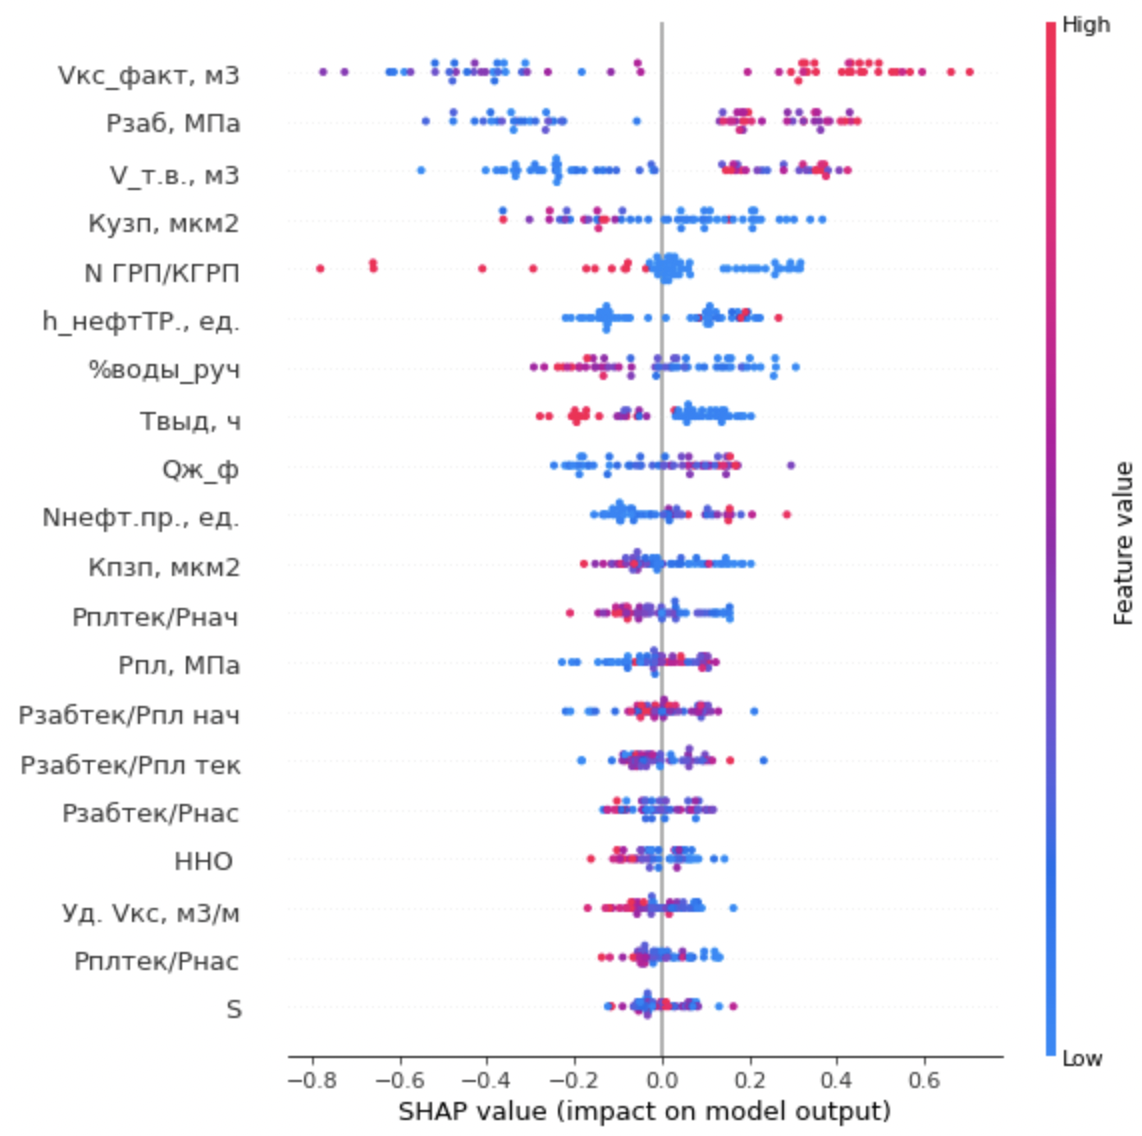 High
Vкс_факт, м3
Рзаб, МПа
V_т.в., м3
Кузп, мкм2
N ГРП/КГРП
h_нефтТР., ед.
%воды_руч
Твыд, ч
Qж_ф
Nнефт.пр., ед.
Кпзп, мкм2
Рплтек/Рнач
Рпл, МПа
Рзабтек/Рпл нач
Рзабтек/Рпл тек
Рзабтек/Рнас
ННО
Уд. Vкс, м3/м
Рплтек/Рнас
S
Feature value
Low
−0.8 −0.6 −0.4 −0.2 0.0 0.2 0.4 0.6
SHAP value (impact on model output)